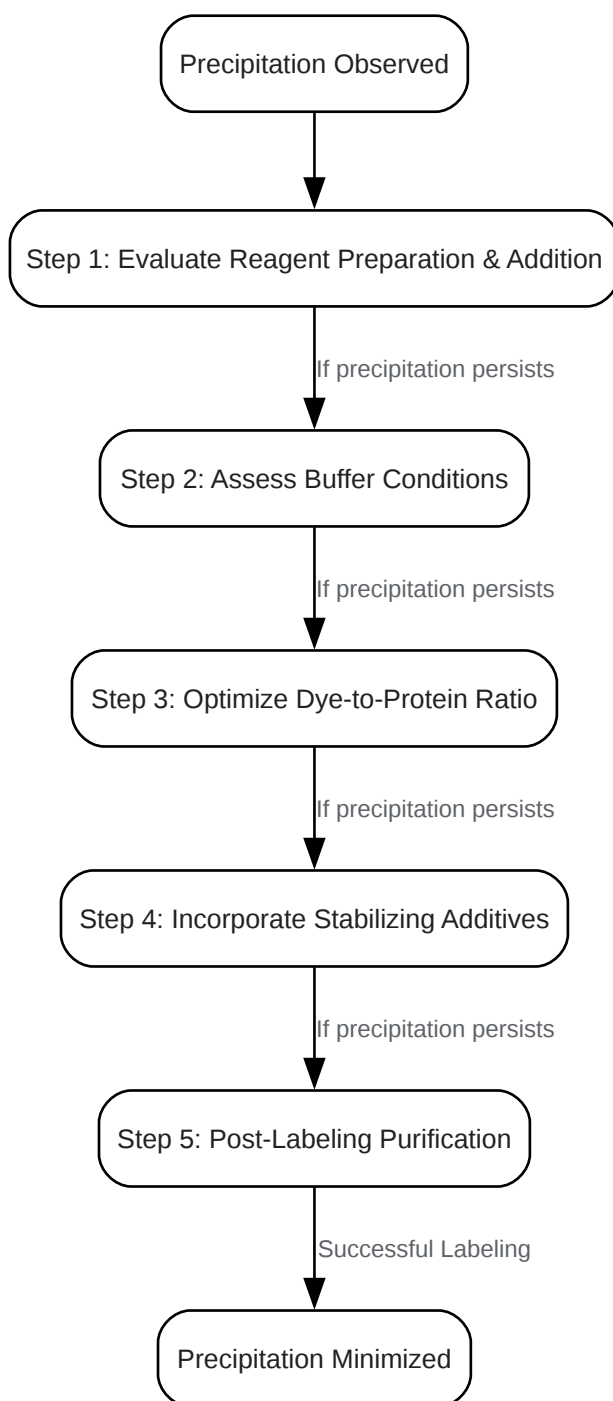 Precipitation Observed
Step 1: Evaluate Reagent Preparation & Addition
If precipitation persists
Step 2: Assess Buffer Conditions
If precipitation persists
Step 3: Optimize Dye-to-Protein Ratio
If precipitation persists
Step 4: Incorporate Stabilizing Additives
If precipitation persists
Step 5: Post-Labeling Purification
Successful Labeling
Precipitation Minimized